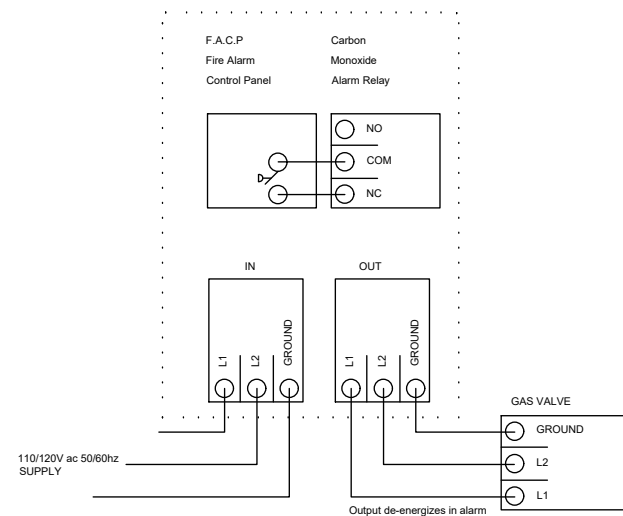 F.A.C.P
Fire Alarm
Control Panel
Carbon
Monoxide
Alarm Relay
NO
COM
NC
IN
OUT
L1
L2
GROUND
L1
L2
GROUND
GAS VALVE
GROUND
L2
L1
110/120V ac 50/60hz
SUPPLY
Output de-energizes in alarm